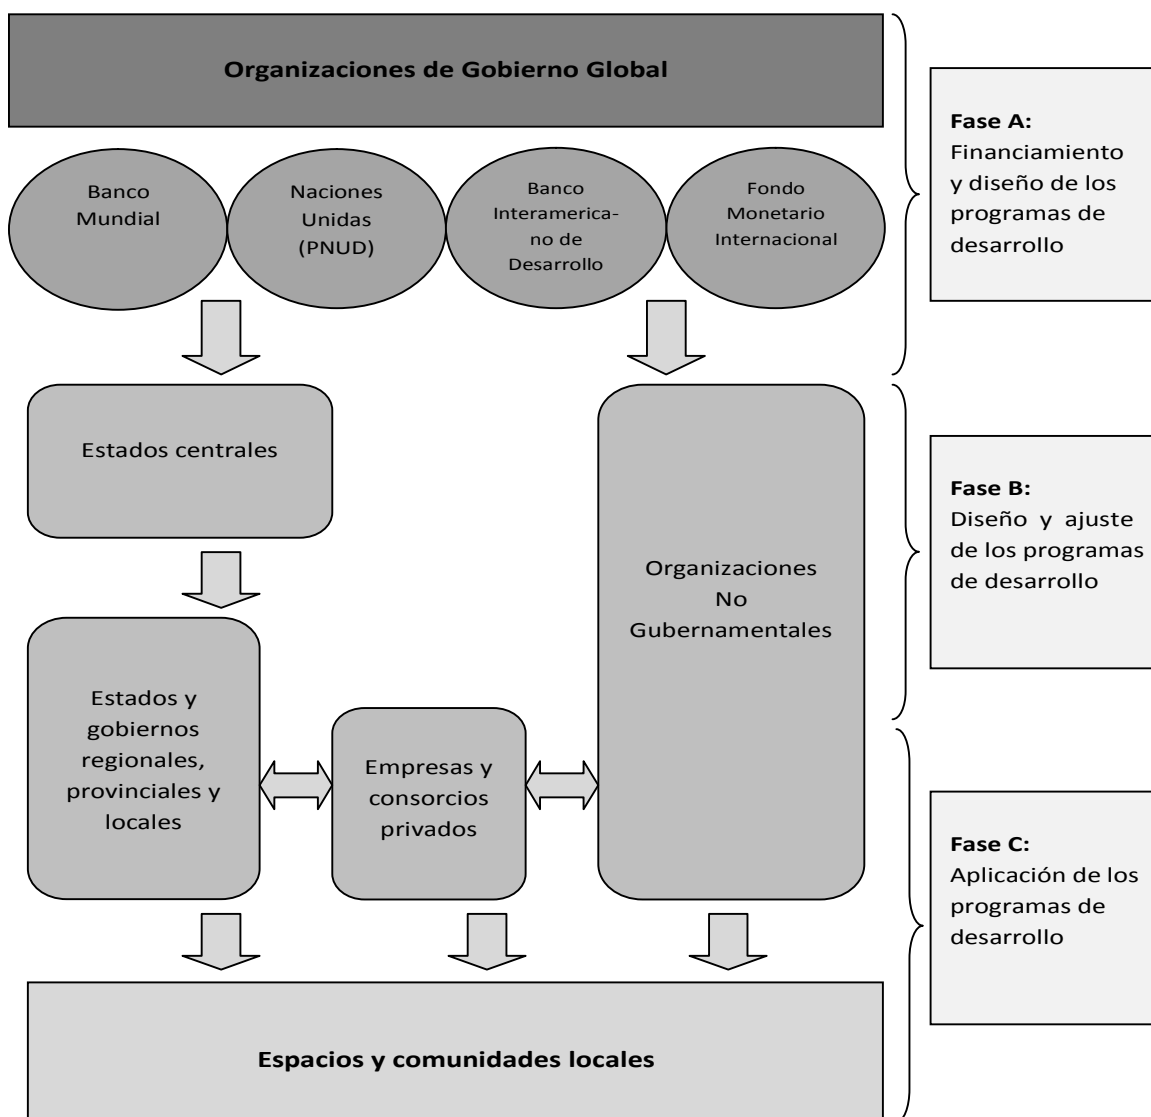 Organizaciones de Gobierno Global
Banco
Mundial
Naciones
Unidas
(PNUD)
Banco
Interamerica-
no de
Desarrollo
Fondo
Monetario
Internacional
Fase A:
Financiamiento
y diseño de los
programas de
desarrollo
Estados centrales
Organizaciones
No
Gubernamentales
Fase B:
Diseño y ajuste
de los programas
de desarrollo
Estados y
gobiernos
regionales,
provinciales y
locales
Empresas y
consorcios
privados
Fase C:
Aplicación de los
programas de
desarrollo
Espacios y comunidades locales